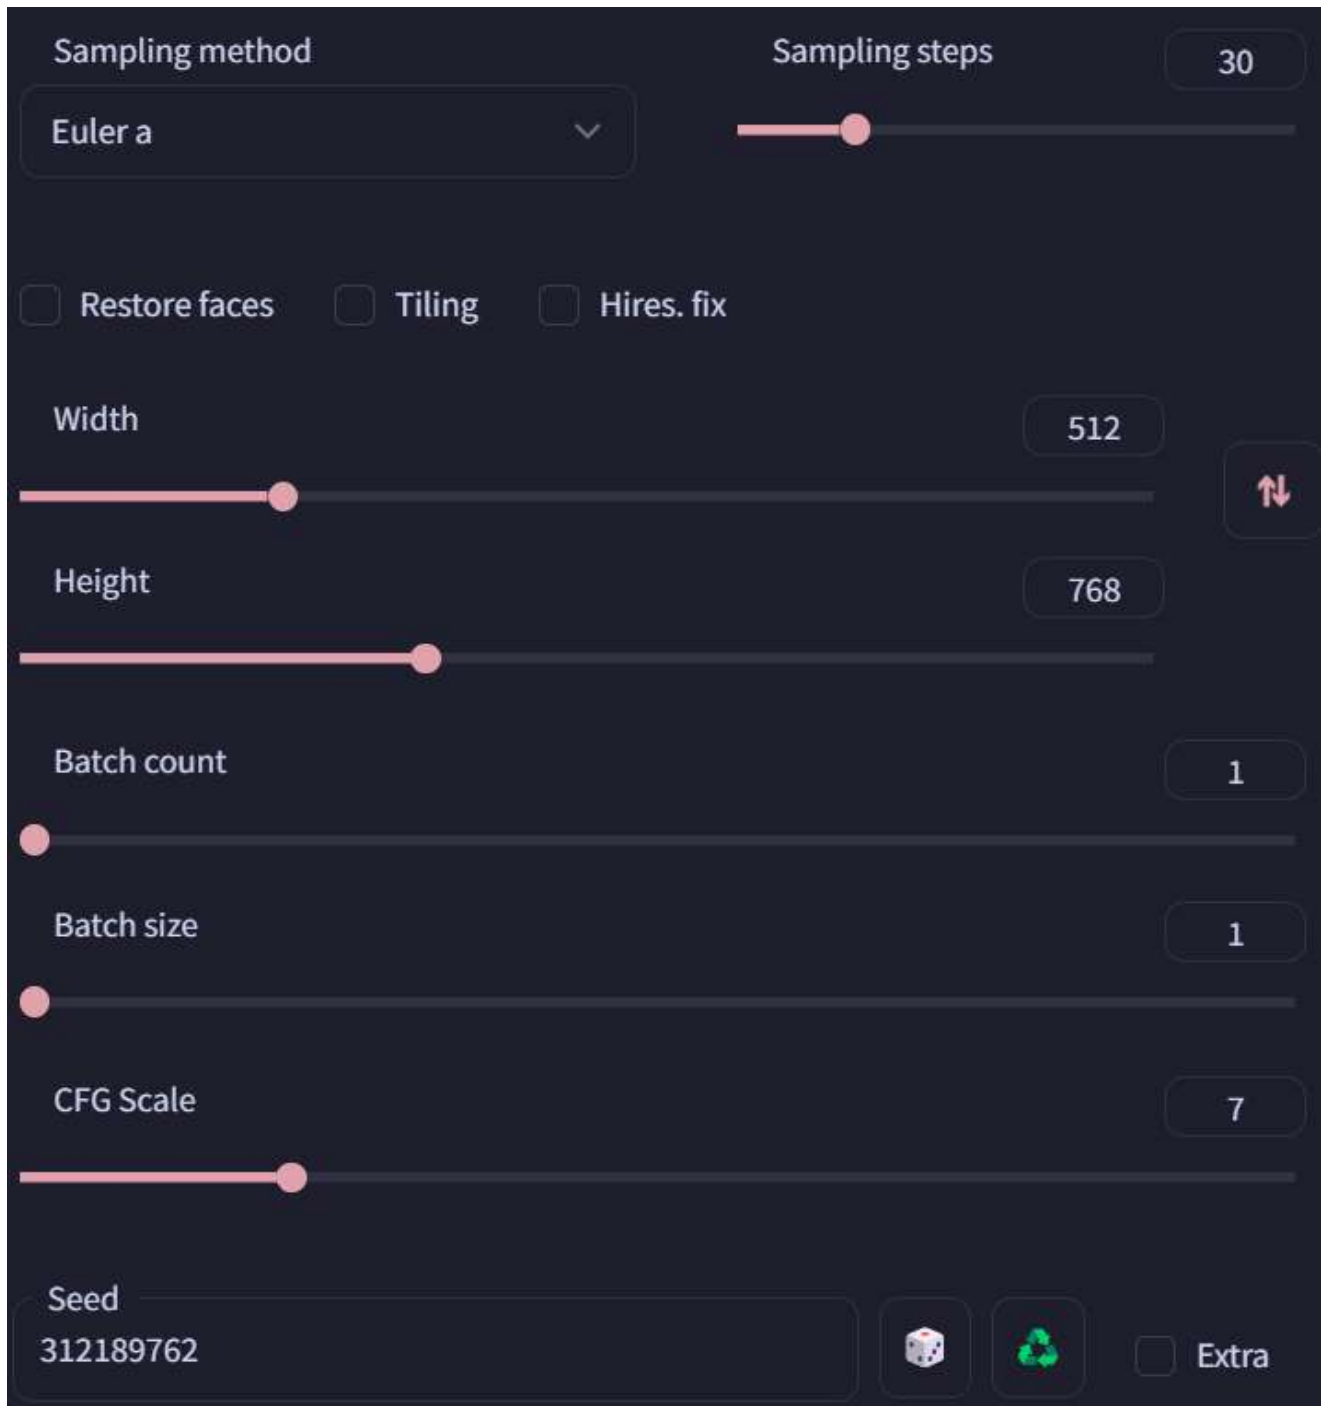 Sampling method
Sampling steps
30
Euler a
Restore faces
Tiling
Hires. fix
Width
512
Height
768
Batch count
1
Batch size
1
CFG Scale
7
Seed
312189762
Extra